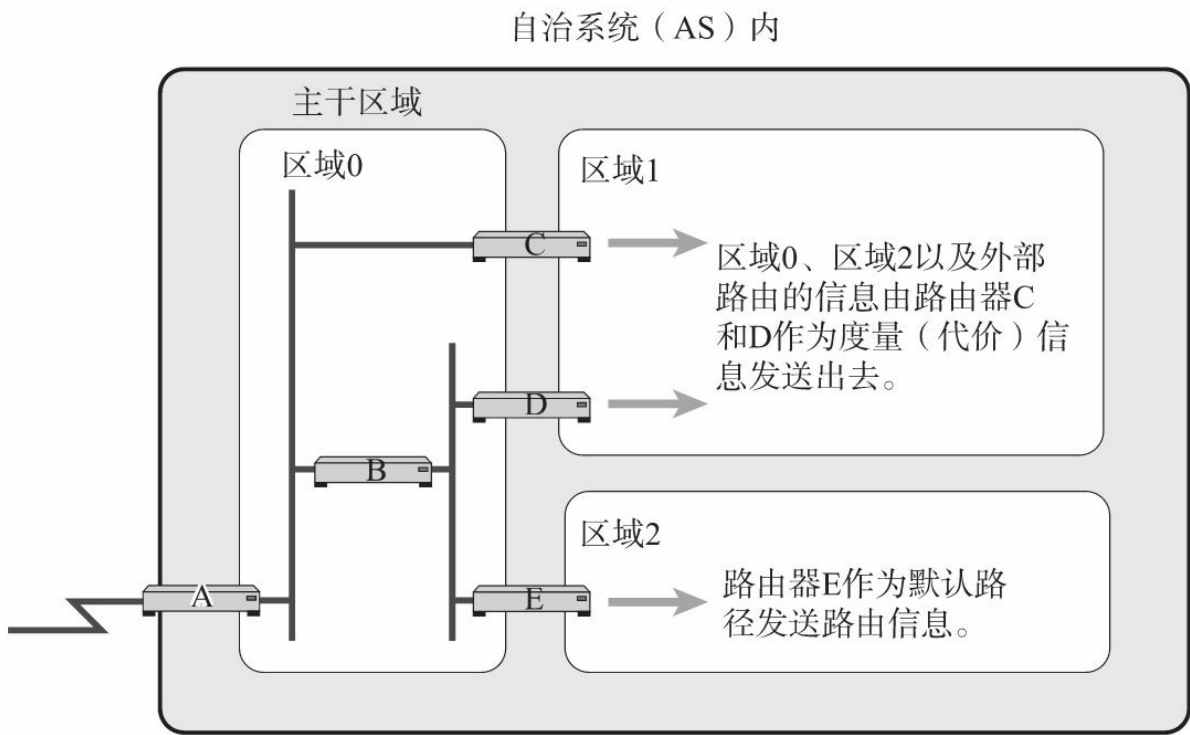 自治系统（AS）内
主干区域
区域0
区域1
C
区域0、区域2以及外部
路由的信息由路由器C
和D作为度量（代价）信
息发送出去。
D
B
区域2
A
E
路由器E作为默认路
径发送路由信息。